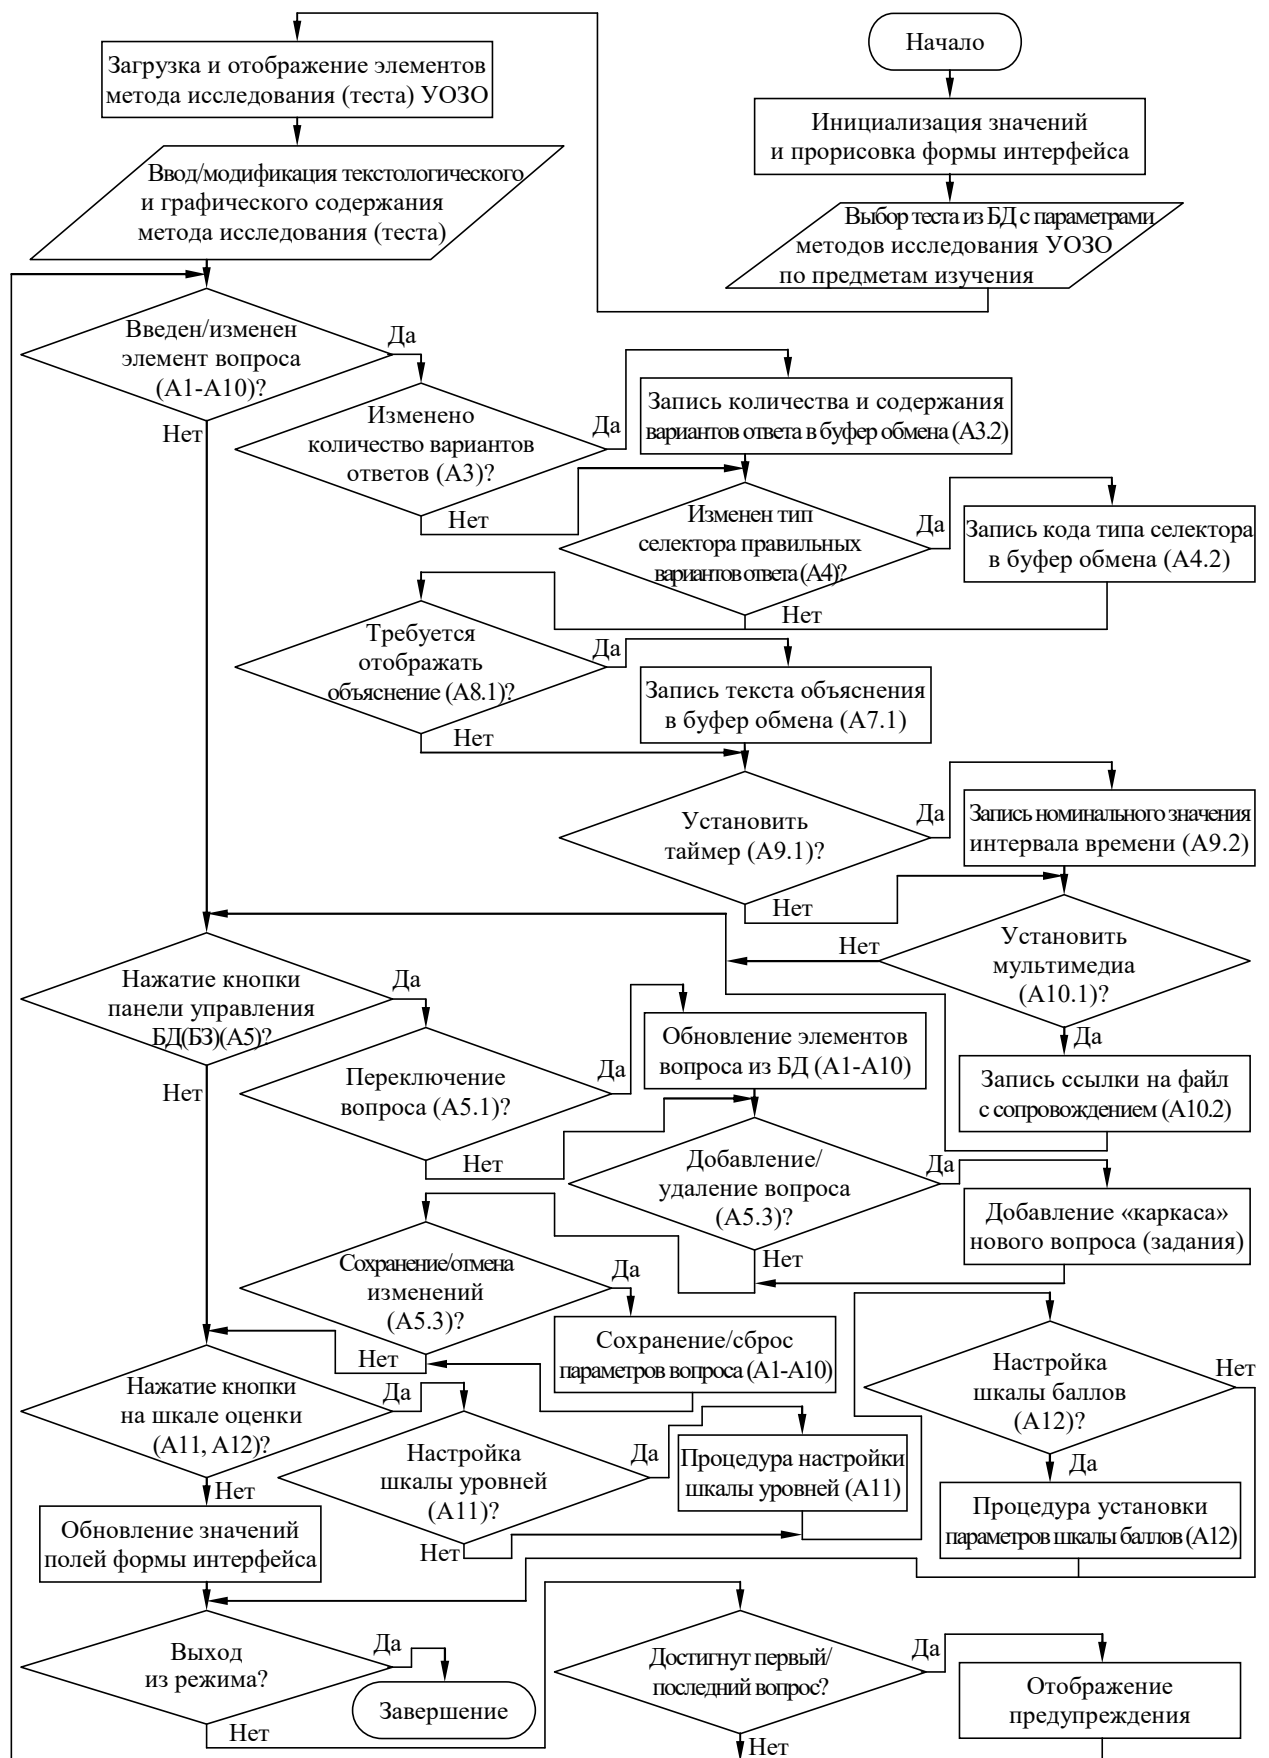 Начало
Инициализация значений
и прорисовка формы интерфейса
Выбор теста из БД с параметрами
методов исследования УОЗО
по предметам изучения
Загрузка и отображение элементов
метода исследования (теста) УОЗО
Ввод/модификация текстологического
и графического содержания
метода исследования (теста)
Введен/изменен
элемент вопроса
(А1-А10)?
Да
Нет
Изменено
количество вариантов
ответов (А3)?
Да
Нет
Запись количества и содержания
вариантов ответа в буфер обмена (А3.2)
Изменен тип
селектора правильных
вариантов ответа (А4)?
Да
Нет
Запись кода типа селектора
в буфер обмена (А4.2)
Требуется
отображать
объяснение (А8.1)?
Да
Нет
Запись текста объяснения
в буфер обмена (А7.1)
Установить
таймер (А9.1)?
Да
Нет
Запись номинального значения
интервала времени (А9.2)
Установить
мультимедиа
(А10.1)?
Нет
Да
Запись ссылки на файл
с сопровождением (А10.2)
Нажатие кнопки
панели управления
БД(БЗ)(А5)?
Да
Нет
Переключение
вопроса (А5.1)?
Да
Нет
Обновление элементов
вопроса из БД (А1-А10)
Добавление/
удаление вопроса
(А5.3)?
Да
Нет
Добавление «каркаса»
нового вопроса (задания)
Сохранение/отмена
изменений
(А5.3)?
Да
Нет
Сохранение/сброс
параметров вопроса (А1-А10)
Нажатие кнопки
на шкале оценки
(А11, А12)?
Да
Нет
Настройка
шкалы уровней
(А11)?
Да
Нет
Процедура настройки
шкалы уровней (А11)
Настройка
шкалы баллов
(А12)?
Нет
Да
Процедура установки
параметров шкалы баллов (А12)
Обновление значений
полей формы интерфейса
Выход
из режима?
Да
Нет
Завершение
Достигнут первый/
последний вопрос?
Да
Нет
Отображение
предупреждения